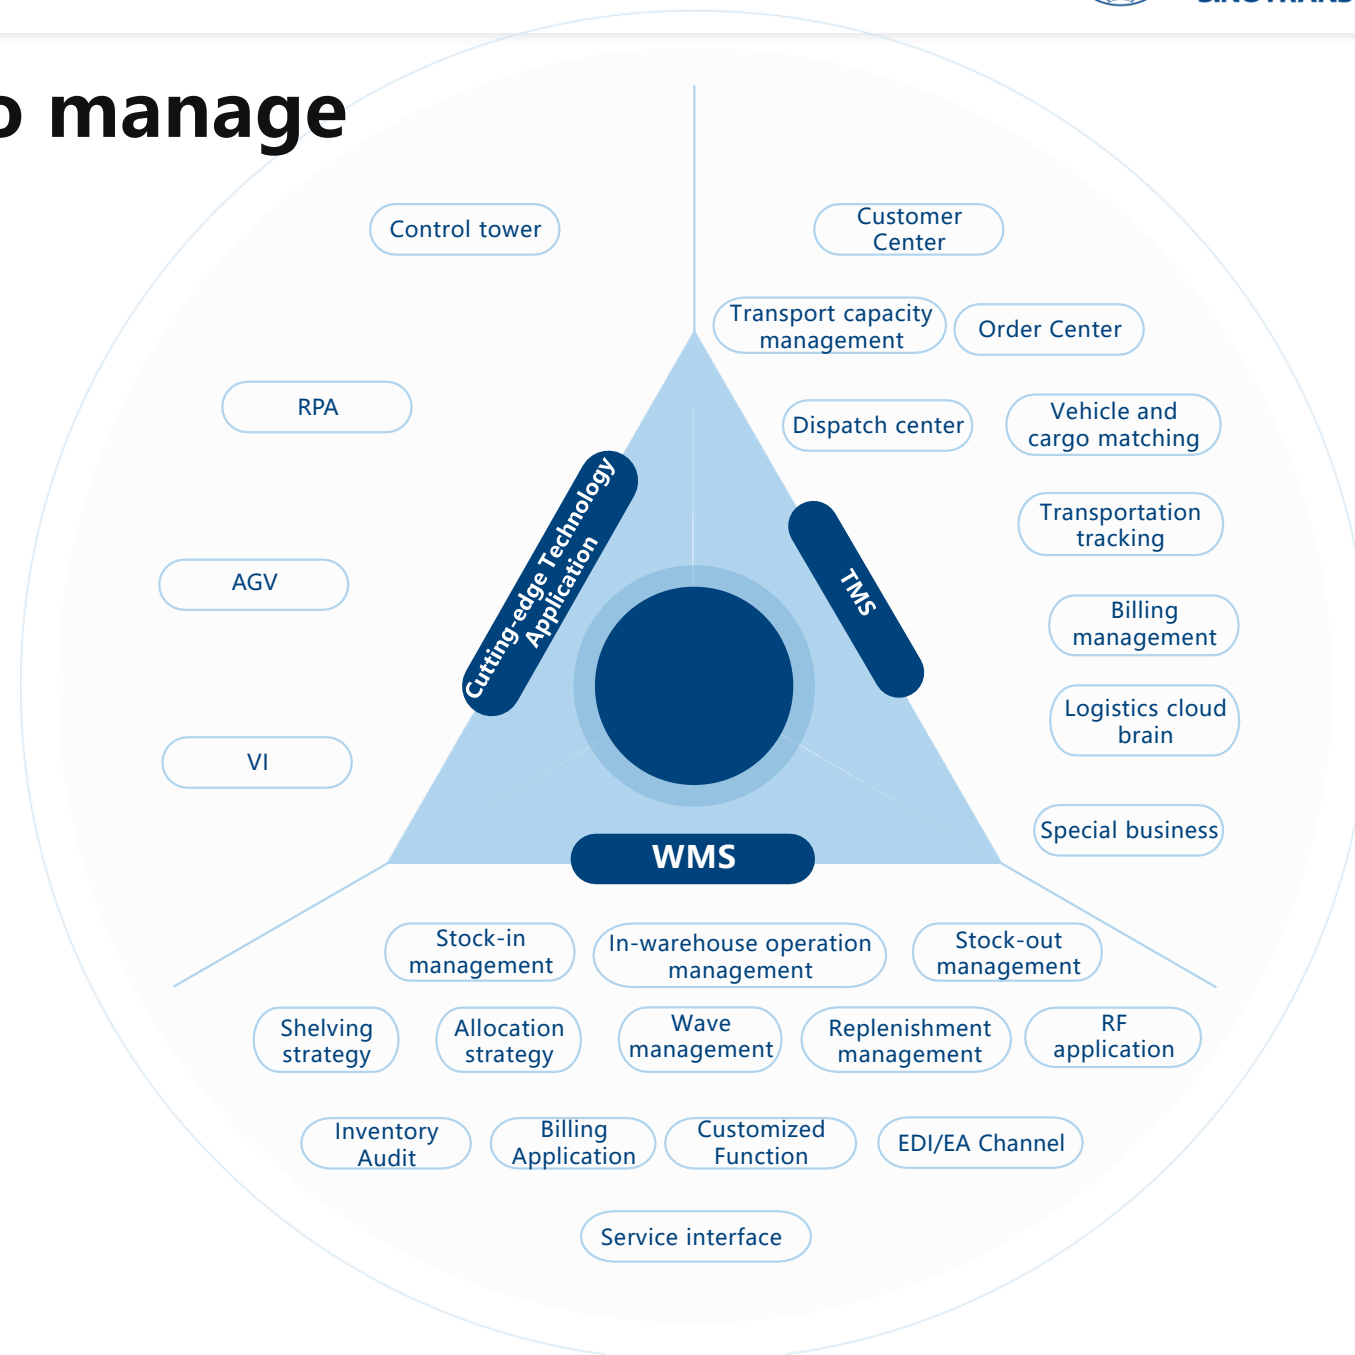 o manage
Control tower
RPA
AGV
VI
Cutting-edge Technology
Application
Customer
Center
Transport capacity
management
Order Center
Dispatch center
Vehicle and
cargo matching
Transportation
tracking
Billing
management
Logistics cloud
brain
Special business
TMS
WMS
Stock-in
management
In-warehouse operation
management
Stock-out
management
Shelving
strategy
Allocation
strategy
Wave
management
Replenishment
management
RF
application
Inventory
Audit
Billing
Application
Customized
Function
EDI/EA Channel
Service interface